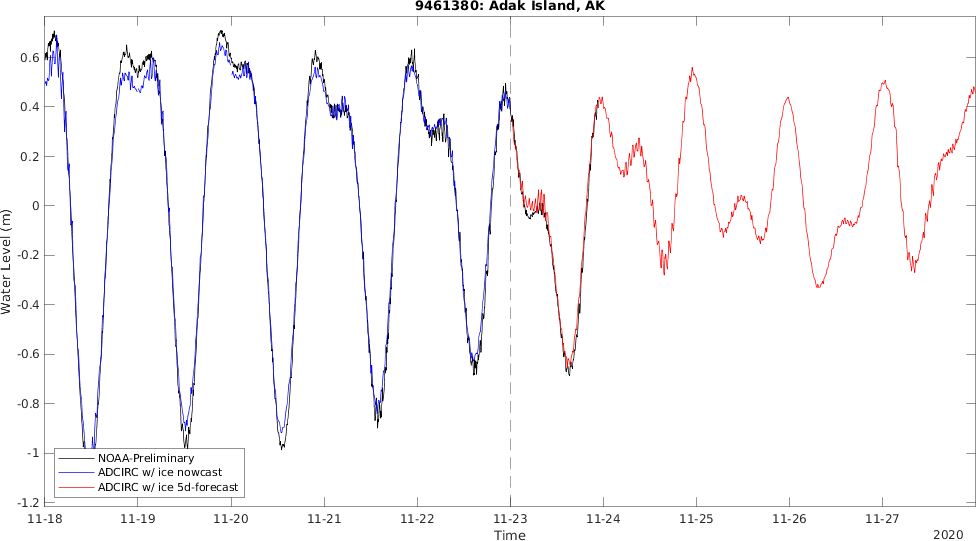 9461380: Adak Island, AK
Water Level (m)
0.6
0.4
0.2
0
-0.2
-0.4
-0.6
-0.8
-1
-1.2
NOAA-Preliminary
ADCIRC w/ ice nowcast
ADCIRC w/ ice 5d-forecast
11-18 11-19 11-20 11-21 11-22 11-23 11-24 11-25 11-26 11-27
Time
2020